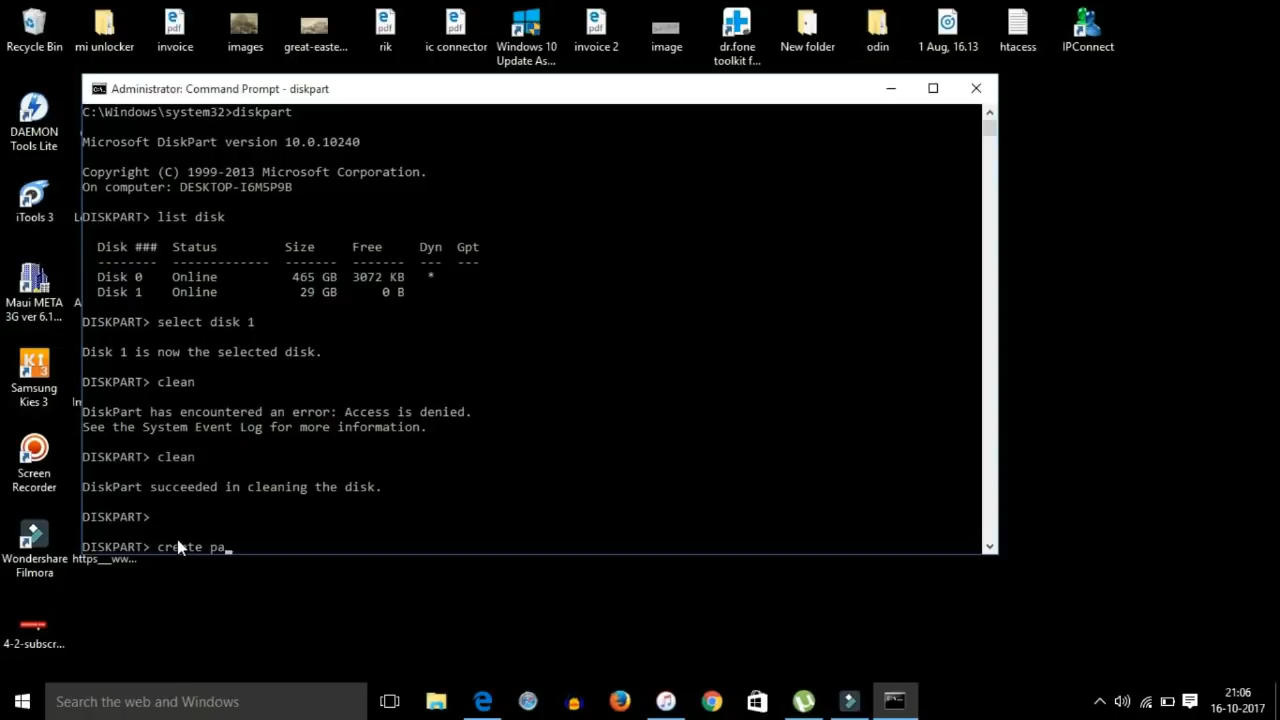 Recycle Bin
mi unlocker
invoice
images
great-easte...
rik
ic connector
Windows 10
Update As...
invoice 2
image
dr.fone
toolkit f...
New folder
odin
1 Aug, 16.13
htacess
IPConnect
Administrator: Command Prompt - diskpart
C:\Windows\system32>diskpart
Microsoft DiskPart version 10.0.10240
Copyright (C) 1999-2013 Microsoft Corporation.
On computer: DESKTOP-I6M5P9B
DISKPART> list disk
Disk ### Status Size Free Dyn Gpt
-------- ------------- ------- ------- --- ---
Disk 0 Online 465 GB 3072 KB *
Disk 1 Online 29 GB 0 B
DISKPART> select disk 1
Disk 1 is now the selected disk.
DISKPART> clean
DiskPart has encountered an error: Access is denied.
See the System Event Log for more information.
DISKPART> clean
DiskPart succeeded in cleaning the disk.
DISKPART>
DISKPART> create pa_
DAEMON
Tools Lite
iTools 3
Maui META
3G ver 6.1...
Samsung
Kies 3
Screen
Recorder
Wondershare
Filmora
https___ww...
4-2-subscr...
Search the web and Windows
21:06
16-10-2017